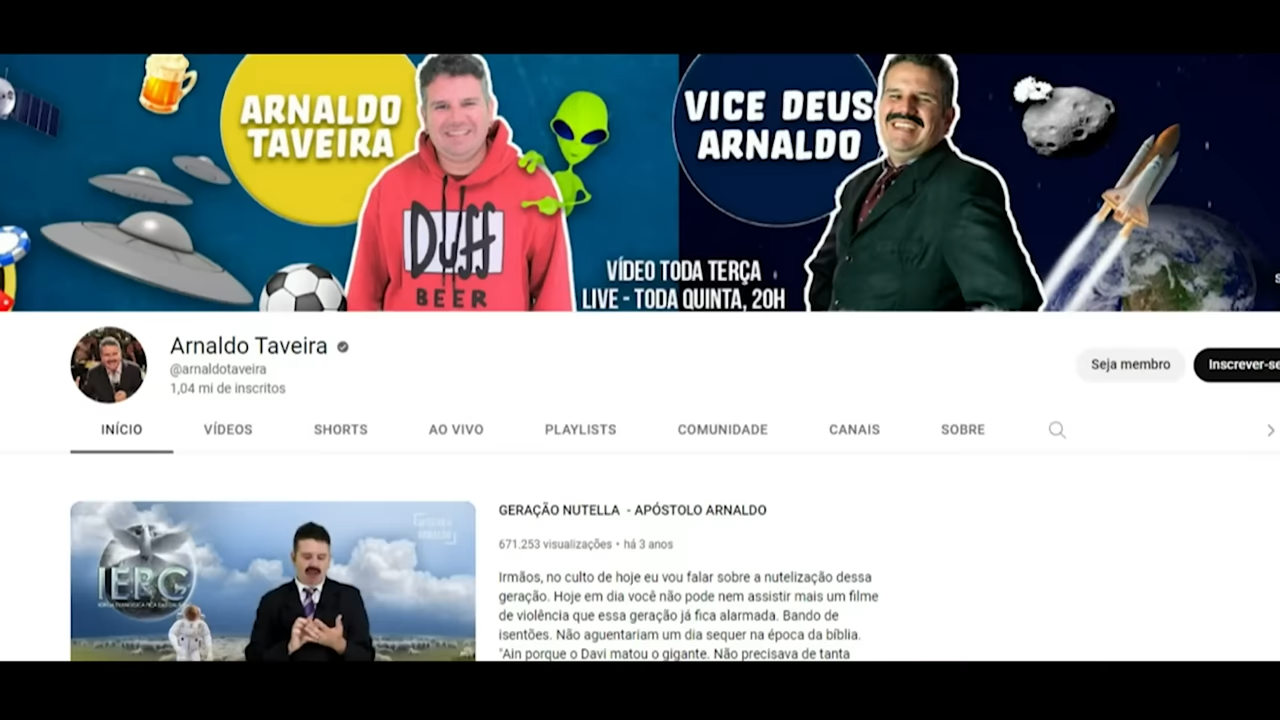 ARNALDO
TAVEIRA
VICE DEUS
ARNALDO
Duff
BEER
VÍDEO TODA TERÇA
LIVE - TODA QUINTA, 20H
Arnaldo Taveira
@arnaldotaveira
1,04 mi de inscritos
Seja membro
Inscrever-se
INÍCIO VÍDEOS SHORTS AO VIVO PLAYLISTS COMUNIDADE CANAIS SOBRE
IERG
GERAÇÃO NUTELLA - APÓSTOLO ARNALDO
671.253 visualizações • há 3 anos
Irmãos, no culto de hoje eu vou falar sobre a nutelização dessa
geração. Hoje em dia você não pode nem assistir mais um filme
de violência que essa geração já fica alarmada. Bando de
isentões. Não aguentariam um dia sequer na época da bíblia.
"Ain porque o Davi matou o gigante. Não precisava de tanta